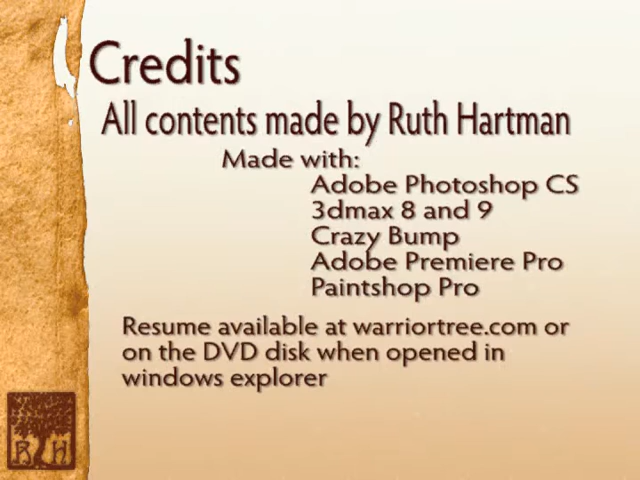 Credits
All contents made by Ruth Hartman
Made with:
Adobe Photoshop CS
3dmax 8 and 9
Crazy Bump
Adobe Premiere Pro
Paintshop Pro
Resume available at warriortree.com or
on the DVD disk when opened in
windows explorer
R H